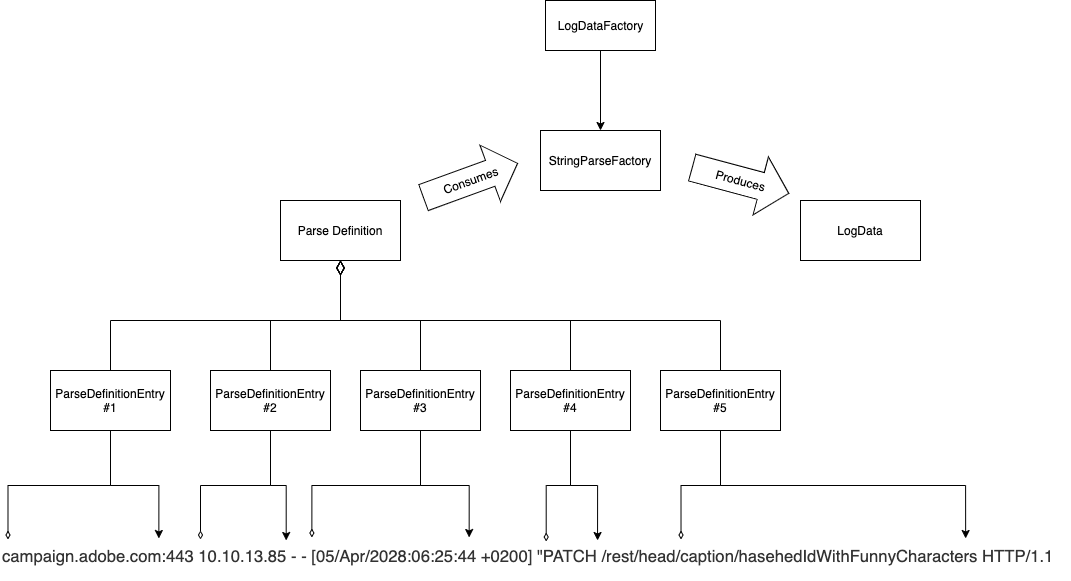 LogDataFactory
StringParseFactory
Consumes
Produces
Parse Definition
LogData
ParseDefinitionEntry
#1
ParseDefinitionEntry
#2
ParseDefinitionEntry
#3
ParseDefinitionEntry
#4
ParseDefinitionEntry
#5
campaign.adobe.com:443 10.10.13.85 - - [05/Apr/2028:06:25:44 +0200] "PATCH /rest/head/caption/hasehedIdWithFunnyCharacters HTTP/1.1